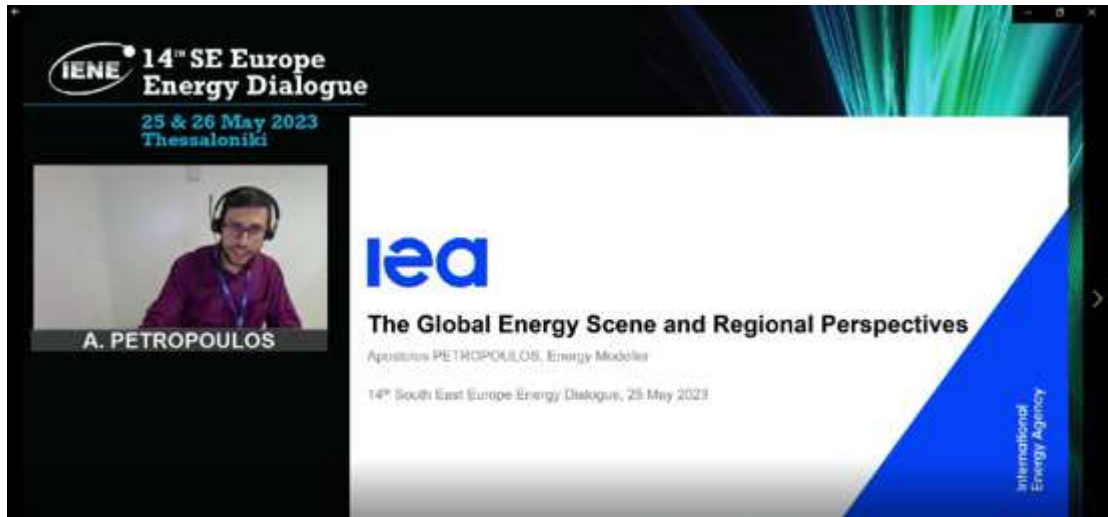 IENE
14TH SE Europe
Energy Dialogue
25 & 26 May 2023
Thessaloniki
A. PETROPOULOS
iea
The Global Energy Scene and Regional Perspectives
Apostolos PETROPOULOS, Energy Modeller
14th South East Europe Energy Dialogue, 25 May 2023
International
Energy Agency